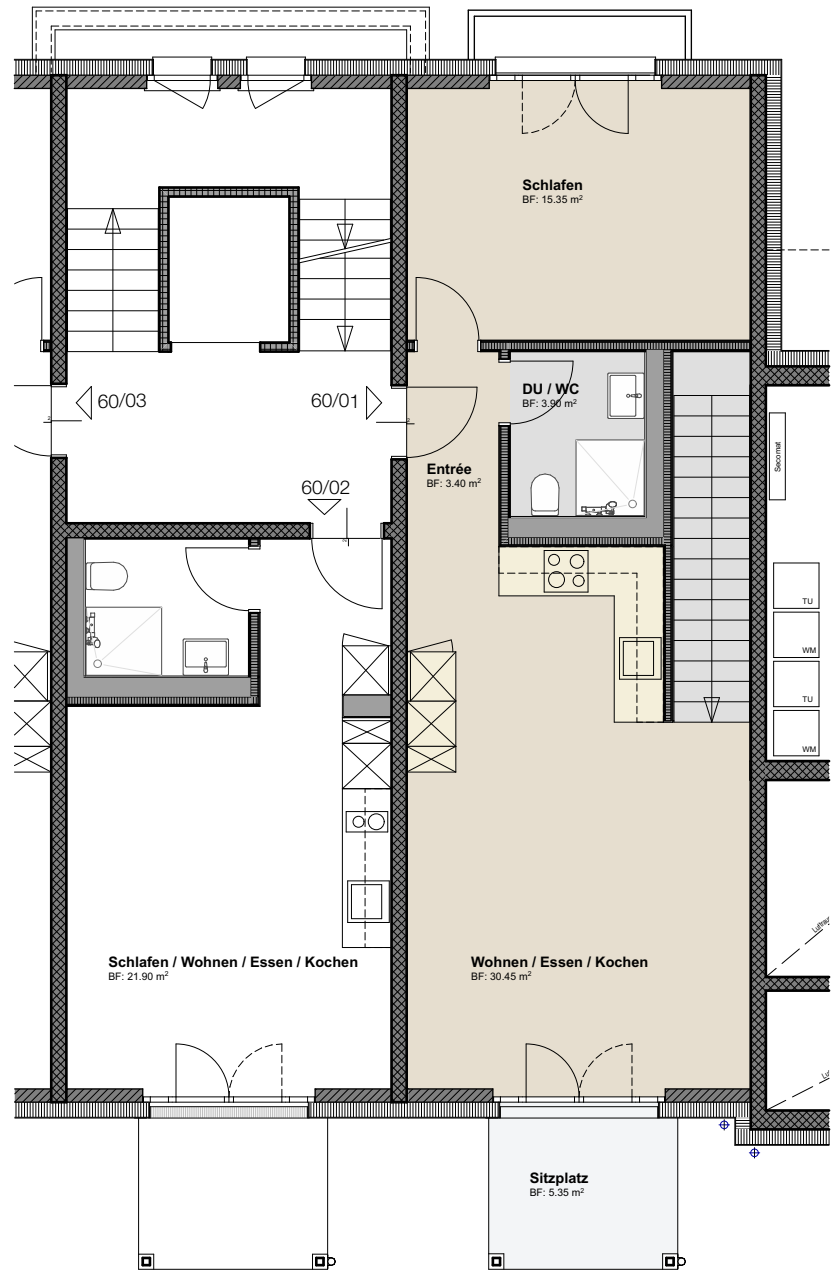 Schlafen
BF: 15.35 m²
60/03
60/01
DU / WC
BF: 3.90 m²
Entrée
BF: 3.40 m²
60/02
Secomat
TU
WM
TU
WM
Schlafen / Wohnen / Essen / Kochen
BF: 21.90 m²
Wohnen / Essen / Kochen
BF: 30.45 m²
Sitzplatz
BF: 5.35 m²